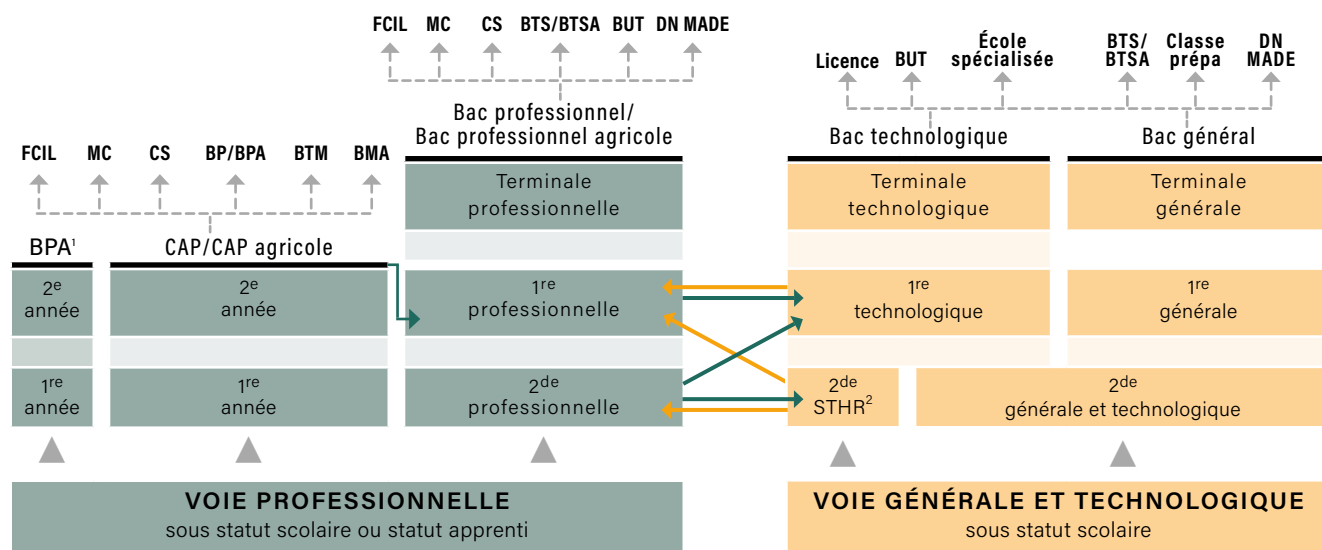 FCIL MC CS BTS/BTSA BUT DN MADE
Licence BUT École spécialisée BTS/ BTSA Classe prépa DN MADE
Bac professionnel/
Bac professionnel agricole
Bac technologique
Bac général
FCIL MC CS BP/BPA BTM BMA
Terminale
professionnelle
Terminale
technologique
Terminale
générale
BPA¹
CAP/CAP agricole
2e
année
2e
année
1re
professionnelle
1re
technologique
1re
générale
1re
année
1re
année
2de
professionnelle
2de
STHR²
2de
générale et technologique
VOIE PROFESSIONNELLE
sous statut scolaire ou statut apprenti
VOIE GÉNÉRALE ET TECHNOLOGIQUE
sous statut scolaire